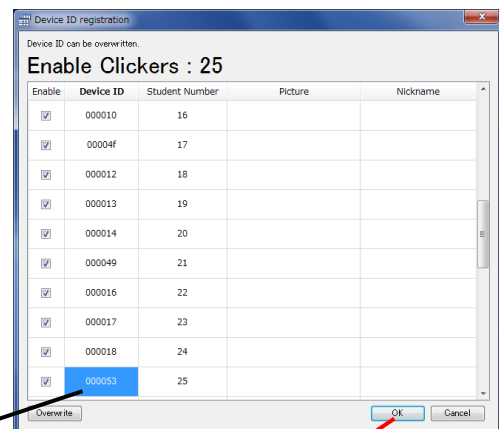 Device ID registration
Device ID can be overwritten.
Enable Clickers : 25
Enable Device ID Student Number Picture Nickname
000010 16
00004f 17
000012 18
000013 19
000014 20
000049 21
000016 22
000017 23
000018 24
000053 25
Overwrite OK Cancel